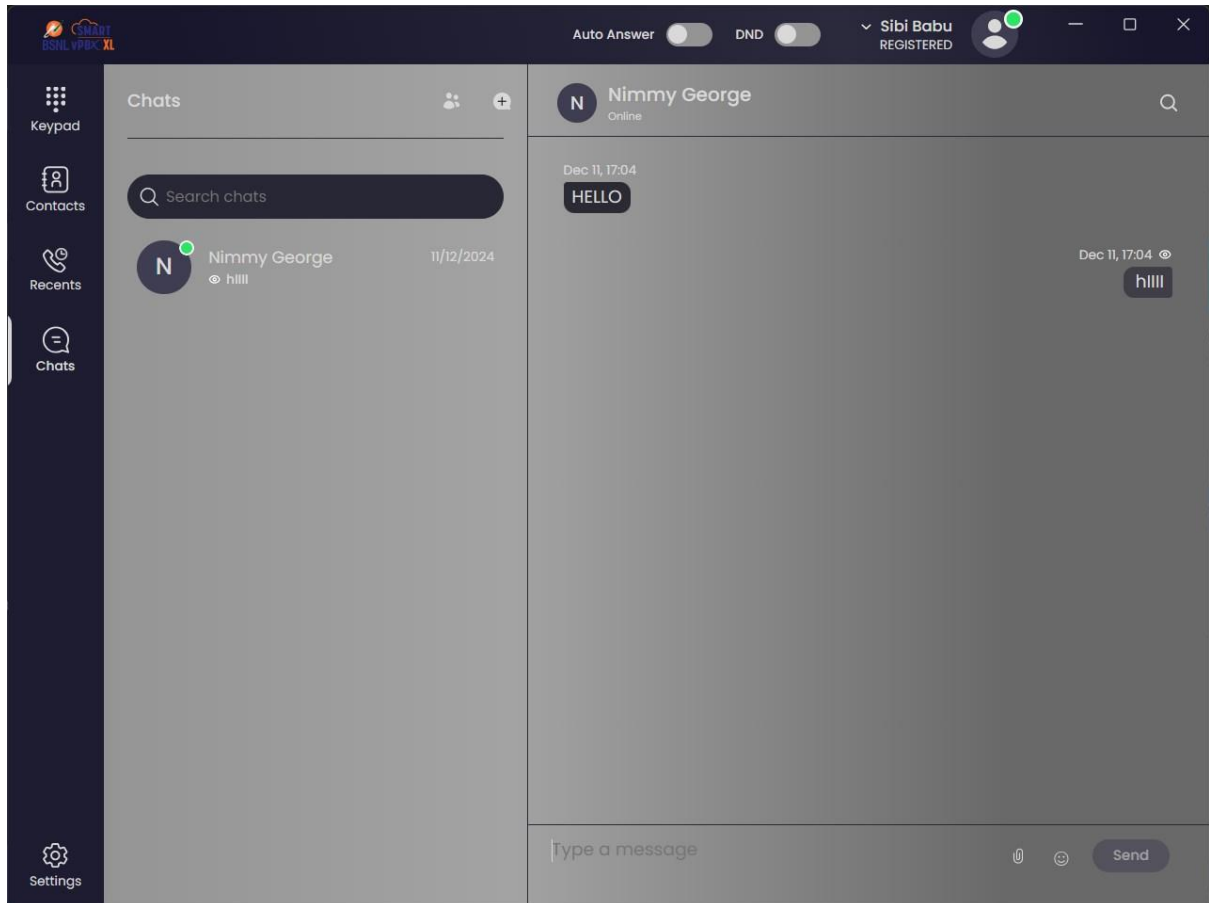 SMART
BSNL vPBX XL
Auto Answer
DND
Sibi Babu
REGISTERED
Keypad
Contacts
Recents
Chats
Settings
Chats
Search chats
N
Nimmy George
11/12/2024
hIIII
N
Nimmy George
Online
Dec 11, 17:04
HELLO
Dec 11, 17:04
hIIII
Type a message
Send